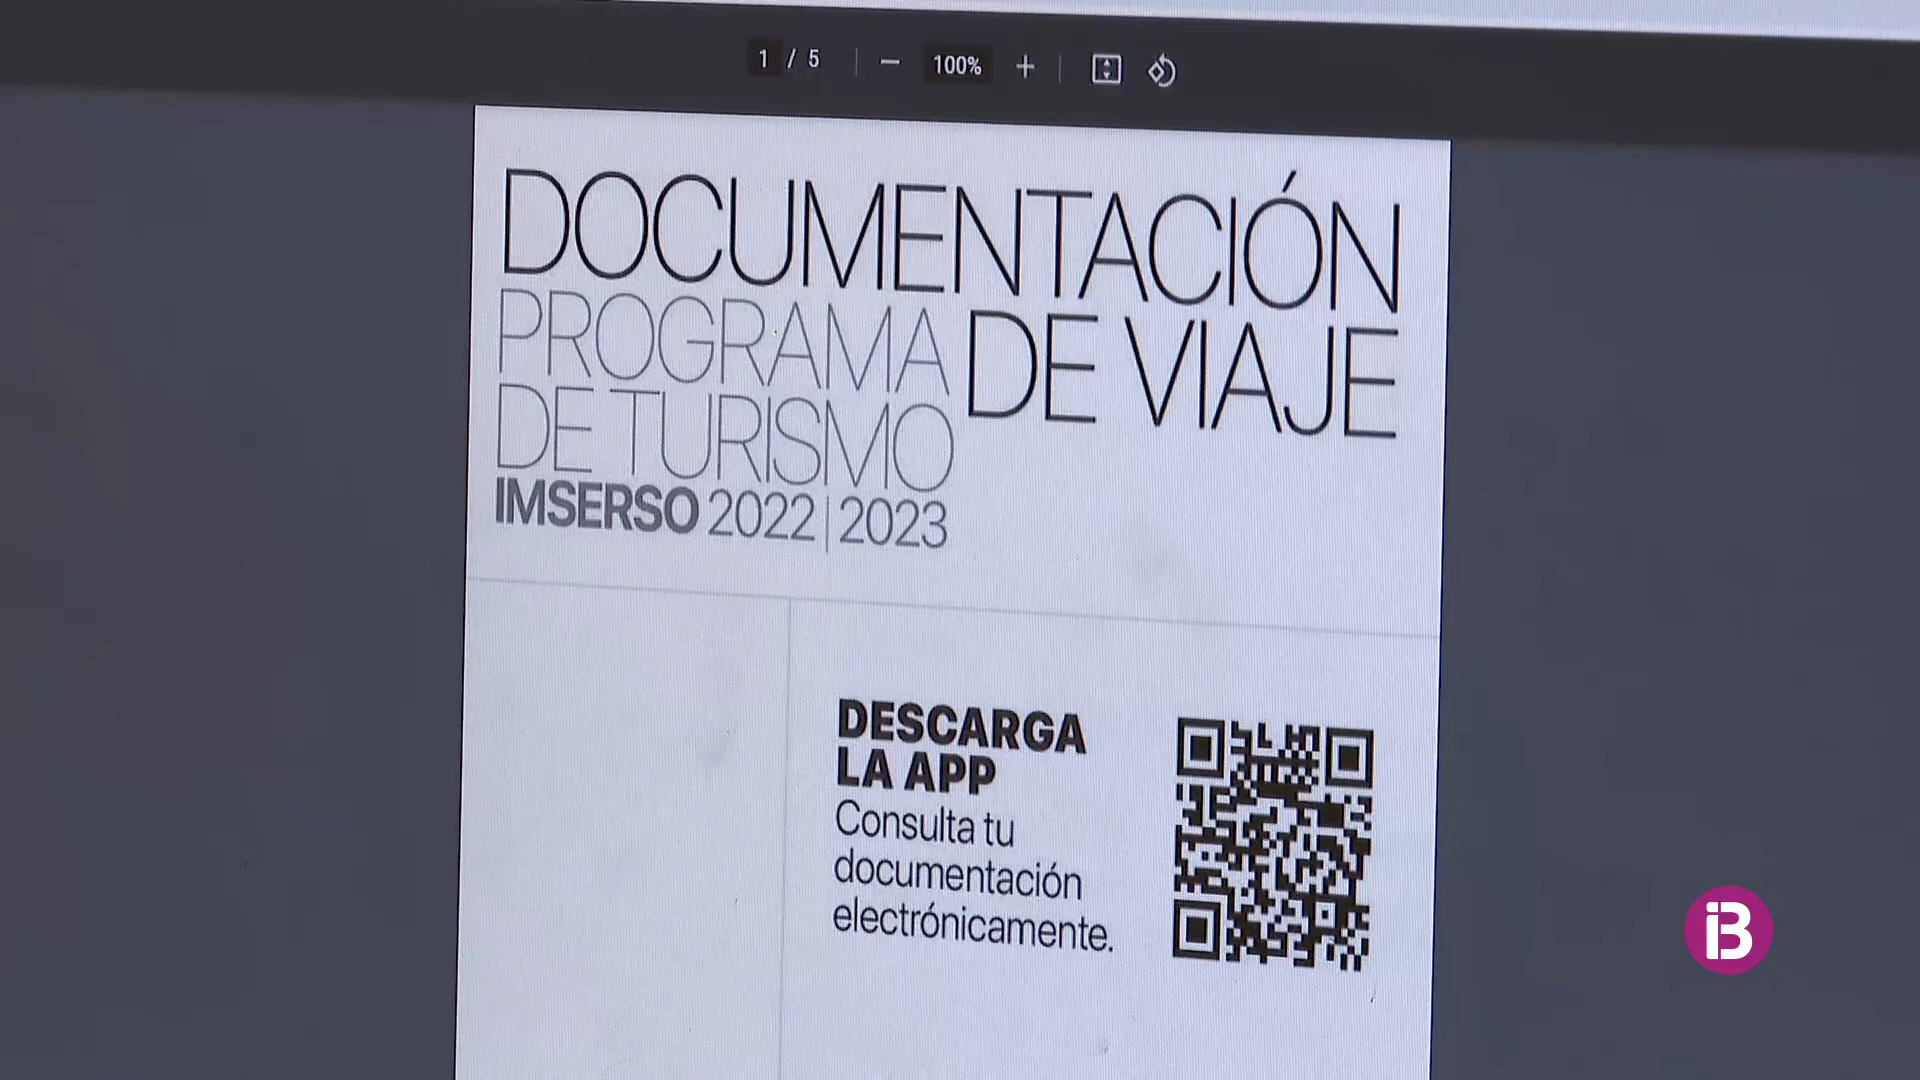 1 / 5 100%
DOCUMENTACIÓN
DE VIAJE
PROGRAMA
DE TURISMO
IMSERSO 2022 | 2023
DESCARGA
LA APP
Consulta tu
documentación
electrónicamente.
IB